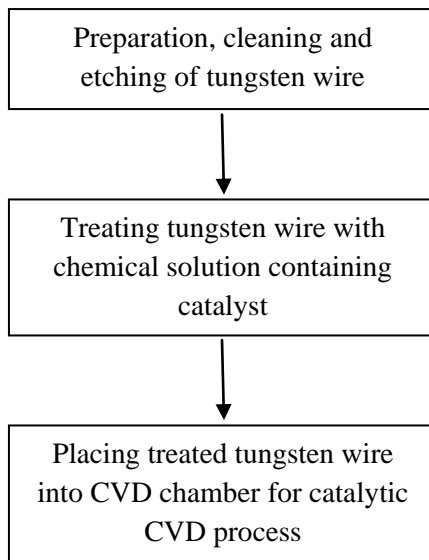 Preparation, cleaning and
etching of tungsten wire
Treating tungsten wire with
chemical solution containing
catalyst
Placing treated tungsten wire
into CVD chamber for catalytic
CVD process